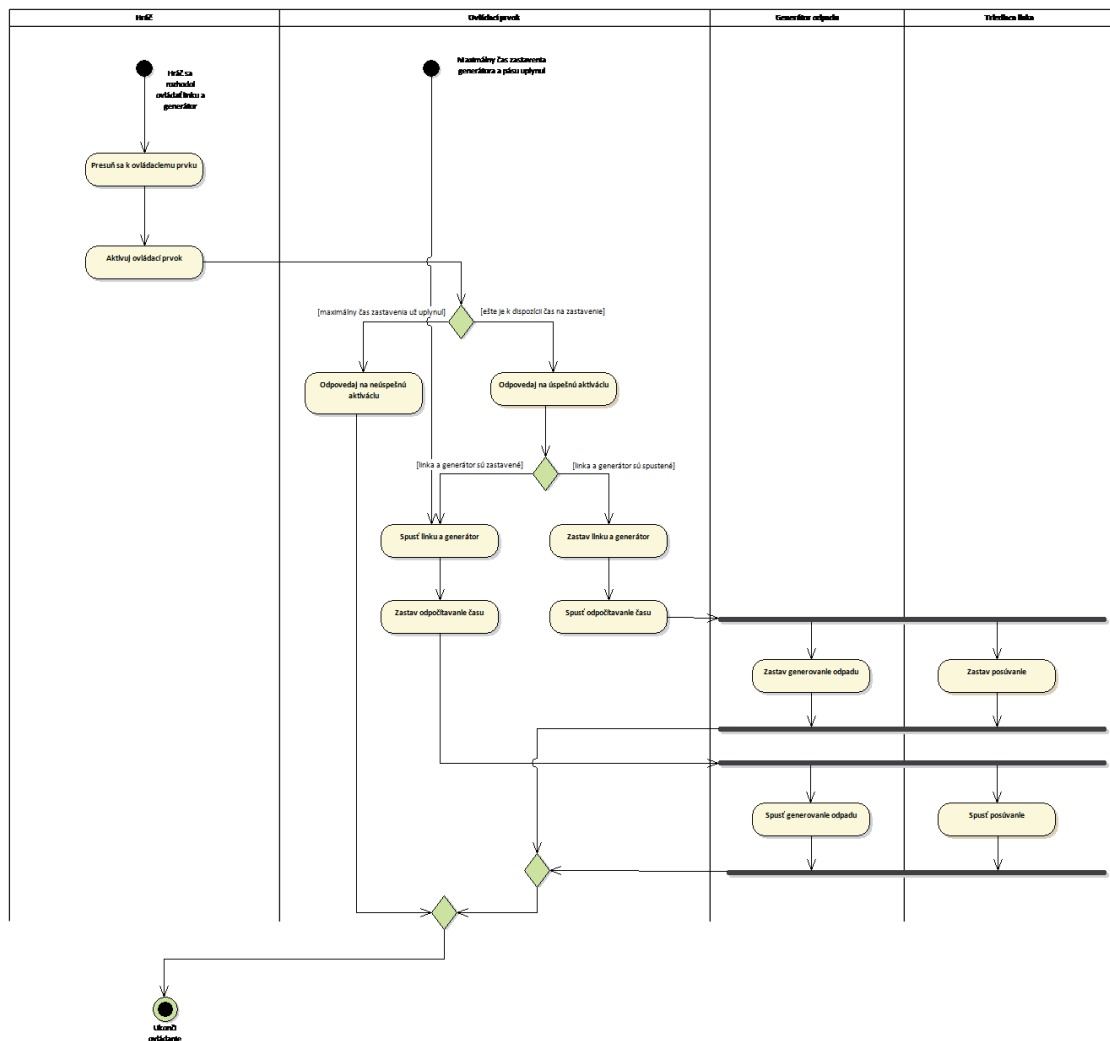 Hráč
Ovládací prvok
Generátor odpadu
Triediaca linka
Hráč sa
rozhodol
ovládať linku a
generátor
Maximálny čas zastavenia
generátora a pásu uplynul
Presuň sa k ovládaciemu prvku
Aktivuj ovládací prvok
[maximálny čas zastavenia už uplynul]
[ešte je k dispozícii čas na zastavenie]
Odpovedaj na neúspešnú
aktiváciu
Odpovedaj na úspešnú aktiváciu
[linka a generátor sú zastavené]
[linka a generátor sú spustené]
Spusť linku a generátor
Zastav linku a generátor
Zastav odpočítavanie času
Spusť odpočítavanie času
Zastav generovanie odpadu
Zastav posúvanie
Spusť generovanie odpadu
Spusť posúvanie
Ukonči
ovládanie